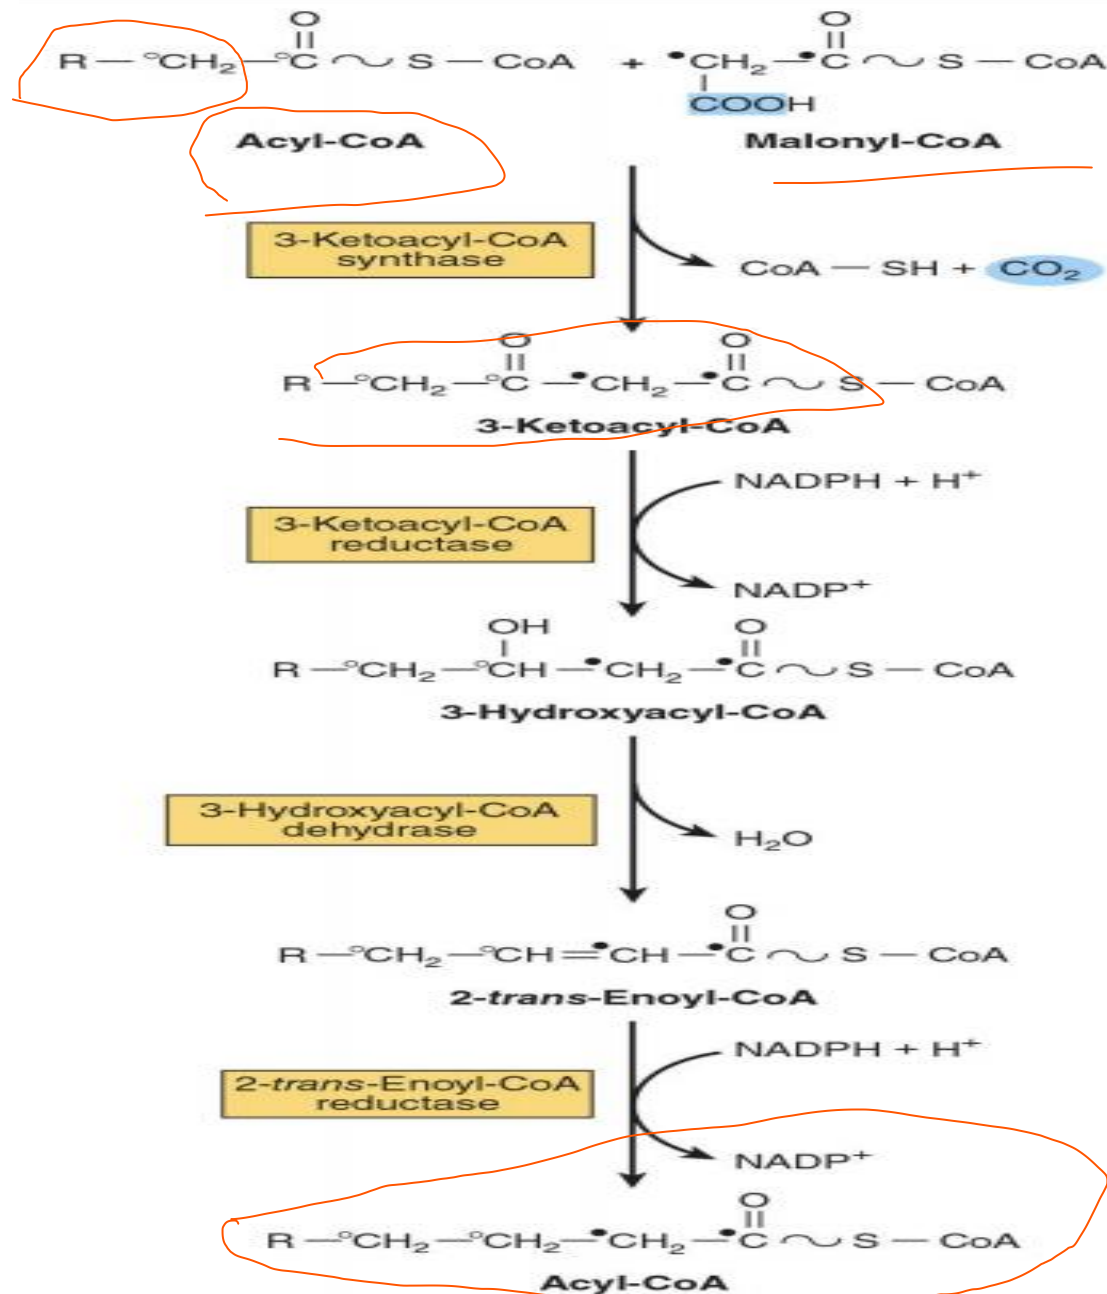 O O
R — °CH₂ — °C ~ S — CoA + •CH₂ — •C ~ S — CoA
COOH
Acyl-CoA Malonyl-CoA
3-Ketoacyl-CoA
synthase
CoA — SH + CO₂
O O
R — °CH₂ — °C — •CH₂ — •C ~ S — CoA
3-Ketoacyl-CoA
NADPH + H⁺
3-Ketoacyl-CoA
reductase
NADP⁺
OH O
R — °CH₂ — °CH — •CH₂ — •C ~ S — CoA
3-Hydroxyacyl-CoA
3-Hydroxyacyl-CoA
dehydrase
H₂O
O
R — °CH₂ — °CH = •CH — •C ~ S — CoA
2-trans-Enoyl-CoA
NADPH + H⁺
2-trans-Enoyl-CoA
reductase
NADP⁺
O
R — °CH₂ — °CH₂ — •CH₂ — •C ~ S — CoA
Acyl-CoA